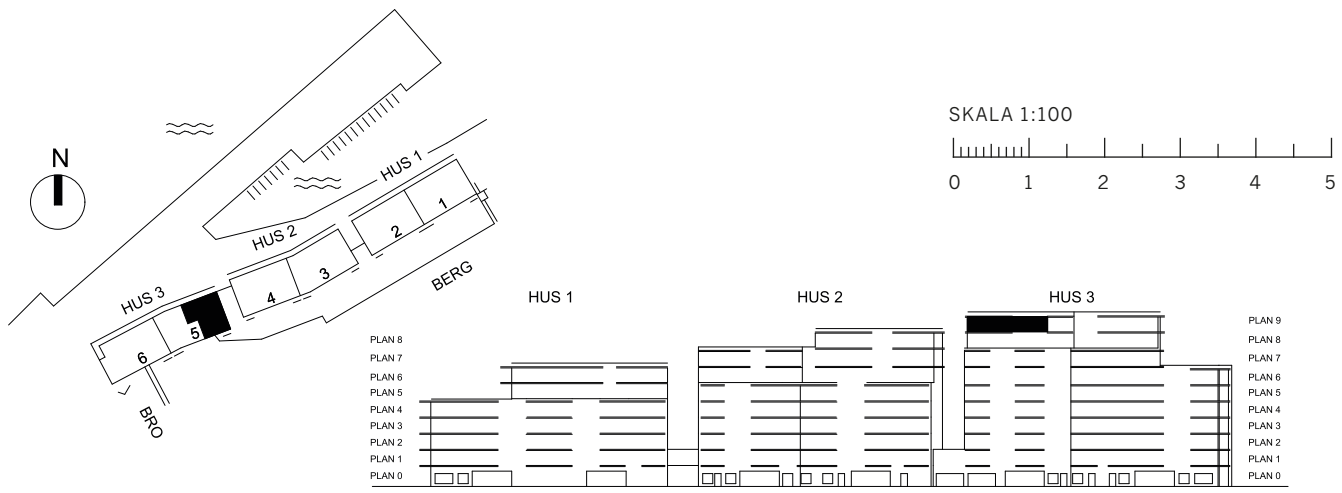 N
HUS 1
HUS 2
HUS 3
1
2
3
4
5
6
BERG
BRO
SKALA 1:100
0 1 2 3 4 5
HUS 1 HUS 2 HUS 3
PLAN 8
PLAN 7
PLAN 6
PLAN 5
PLAN 4
PLAN 3
PLAN 2
PLAN 1
PLAN 0
PLAN 9
PLAN 8
PLAN 7
PLAN 6
PLAN 5
PLAN 4
PLAN 3
PLAN 2
PLAN 1
PLAN 0